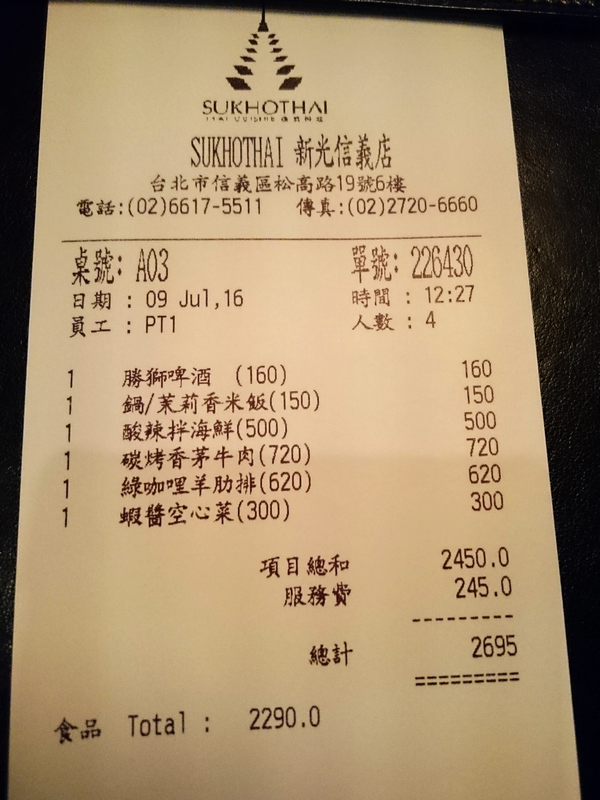 SUKHOTHAI
THAI CUISINE
SUKHOTHAI 新光信義店
台北市信義區松高路19號6樓
電話:(02)6617-5511 傳真:(02)2720-6660
桌號: A03 單號: 226430
日期 : 09 Jul,16 時間 : 12:27
員工 : PT1 人數 : 4
1 勝獅啤酒 (160) 160
1 鍋/茉莉香米飯(150) 150
1 酸辣拌海鮮(500) 500
1 碳烤香茅牛肉(720) 720
1 綠咖哩羊肋排(620) 620
1 蝦醬空心菜(300) 300
項目總和 2450.0
服務費 245.0
---------
總計 2695
=========
食品 Total : 2290.0